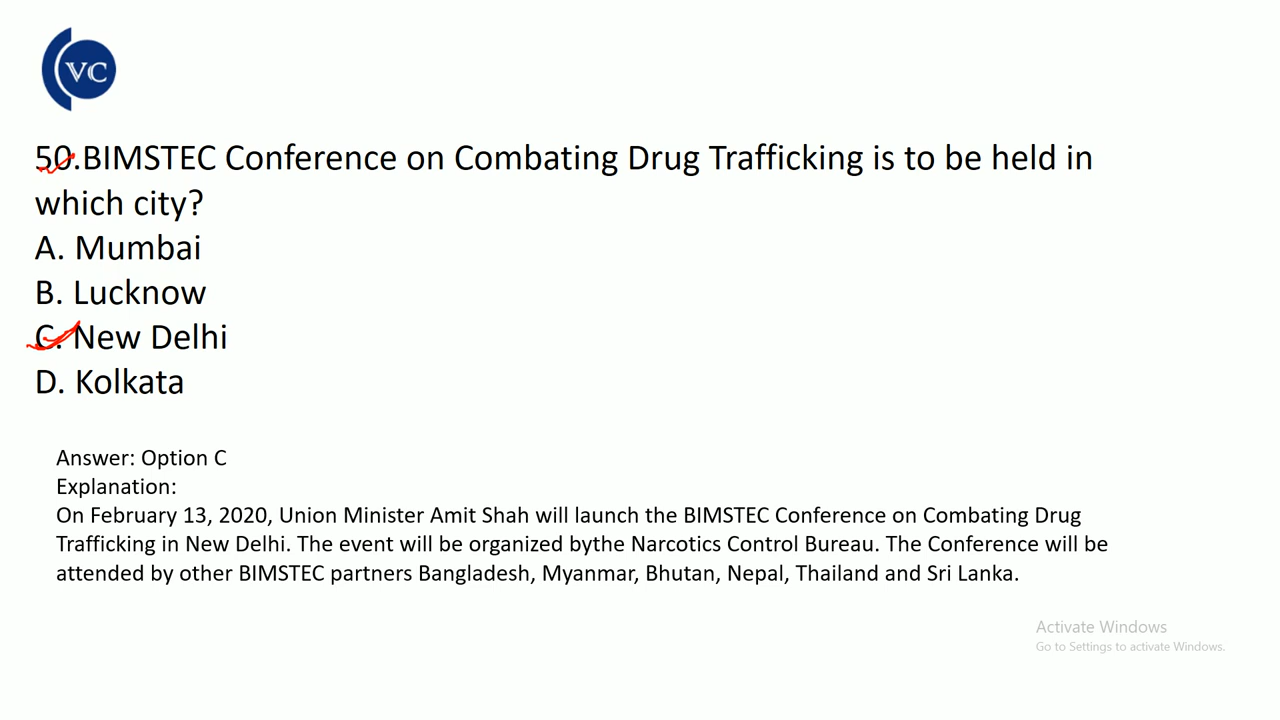 VC
50.BIMSTEC Conference on Combating Drug Trafficking is to be held in
which city?
A. Mumbai
B. Lucknow
C. New Delhi
D. Kolkata
Answer: Option C
Explanation:
On February 13, 2020, Union Minister Amit Shah will launch the BIMSTEC Conference on Combating Drug
Trafficking in New Delhi. The event will be organized bythe Narcotics Control Bureau. The Conference will be
attended by other BIMSTEC partners Bangladesh, Myanmar, Bhutan, Nepal, Thailand and Sri Lanka.
Activate Windows
Go to Settings to activate Windows.